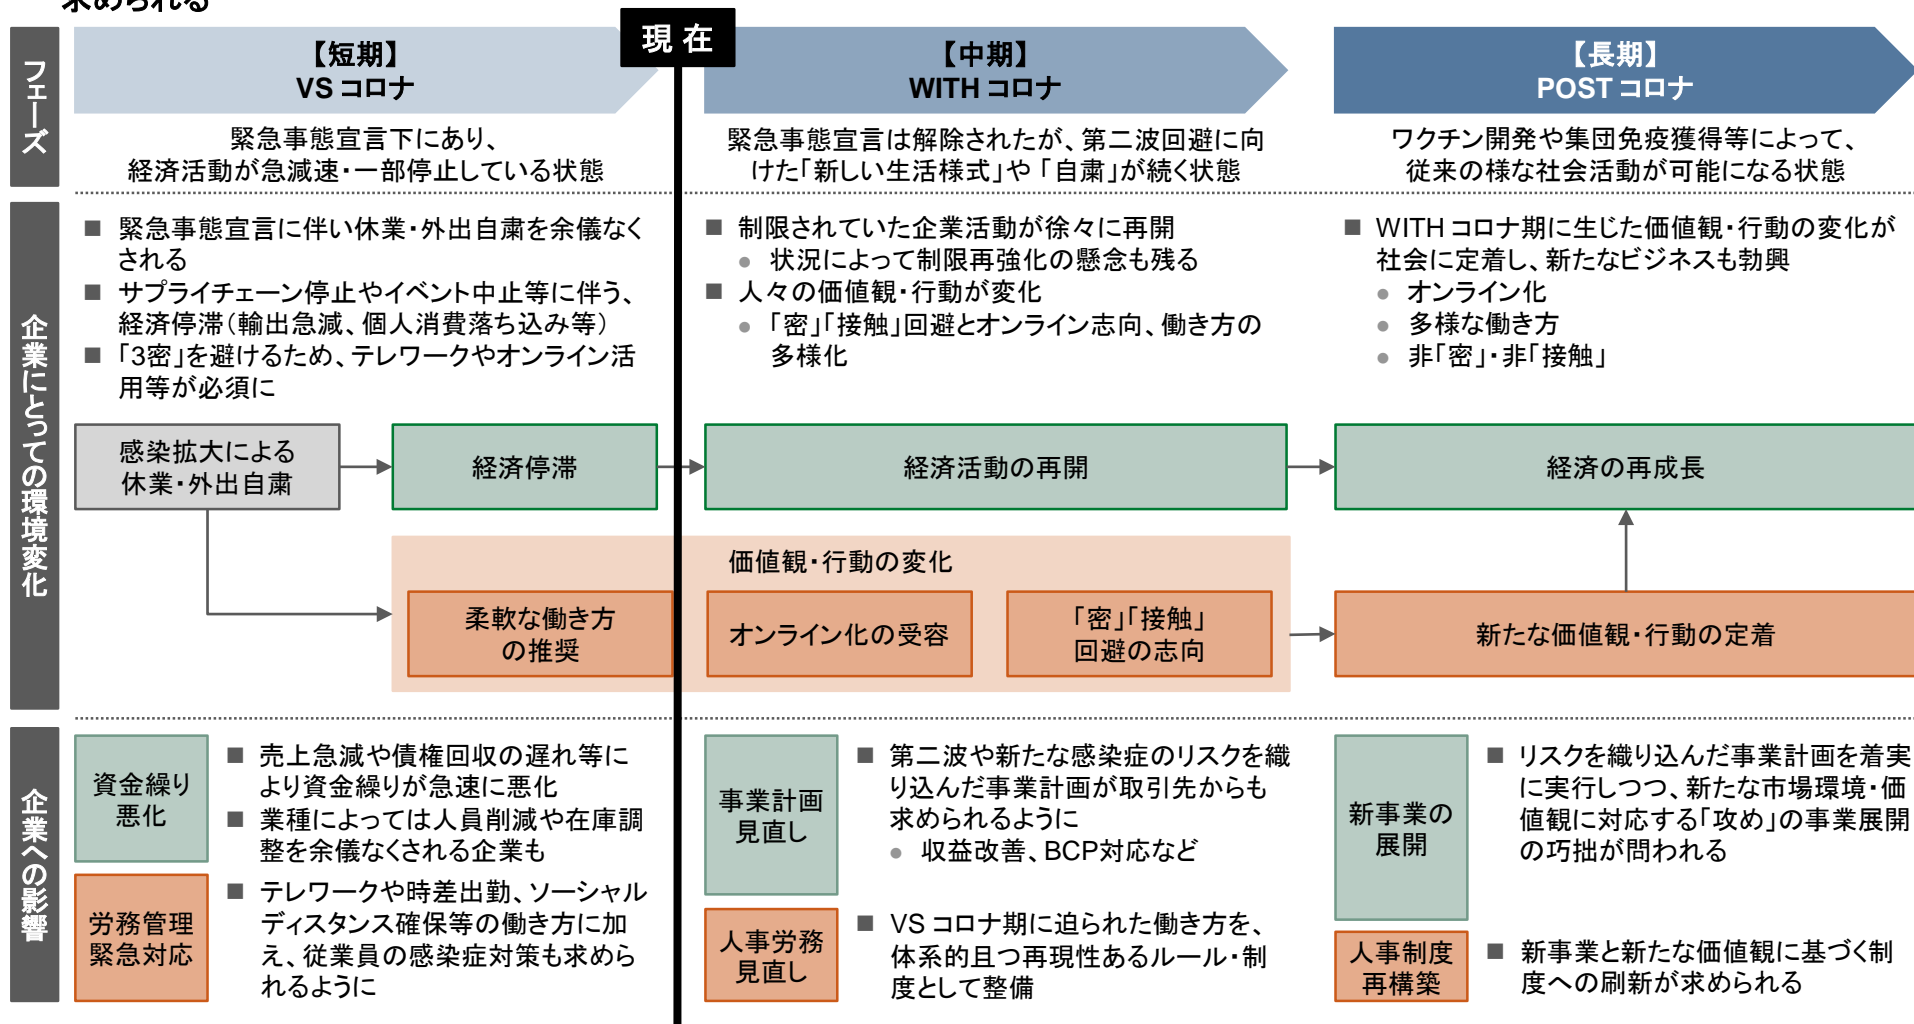 求められる
現 在
フェーズ
【短期】
VS コロナ
【中期】
WITH コロナ
【長期】
POST コロナ
緊急事態宣言下にあり、
経済活動が急減速・一部停止している状態
緊急事態宣言は解除されたが、第二波回避に向
けた「新しい生活様式」や「自粛」が続く状態
ワクチン開発や集団免疫獲得等によって、
従来の様な社会活動が可能になる状態
企業にとっての環境変化
■ 緊急事態宣言に伴い休業・外出自粛を余儀なく
される
■ サプライチェーン停止やイベント中止等に伴う、
経済停滞（輸出急減、個人消費落ち込み等）
■ 「3密」を避けるため、テレワークやオンライン活
用等が必須に
■ 制限されていた企業活動が徐々に再開
● 状況によって制限再強化の懸念も残る
■ 人々の価値観・行動が変化
● 「密」「接触」回避とオンライン志向、働き方の
多様化
■ WITH コロナ期に生じた価値観・行動の変化が
社会に定着し、新たなビジネスも勃興
● オンライン化
● 多様な働き方
● 非「密」・非「接触」
感染拡大による
休業・外出自粛
経済停滞
経済活動の再開
経済の再成長
価値観・行動の変化
柔軟な働き方
の推奨
オンライン化の受容
「密」「接触」
回避の志向
新たな価値観・行動の定着
企業への影響
資金繰り
悪化
■ 売上急減や債権回収の遅れ等に
より資金繰りが急速に悪化
■ 業種によっては人員削減や在庫調
整を余儀なくされる企業も
労務管理
緊急対応
■ テレワークや時差出勤、ソーシャル
ディスタンス確保等の働き方に加
え、従業員の感染症対策も求めら
れるように
事業計画
見直し
■ 第二波や新たな感染症のリスクを織
り込んだ事業計画が取引先からも
求められるように
● 収益改善、BCP対応など
人事労務
見直し
■ VS コロナ期に迫られた働き方を、
体系的且つ再現性あるルール・制
度として整備
新事業の
展開
■ リスクを織り込んだ事業計画を着実
に実行しつつ、新たな市場環境・価
値観に対応する「攻め」の事業展開
の巧拙が問われる
人事制度
再構築
■ 新事業と新たな価値観に基づく制
度への刷新が求められる